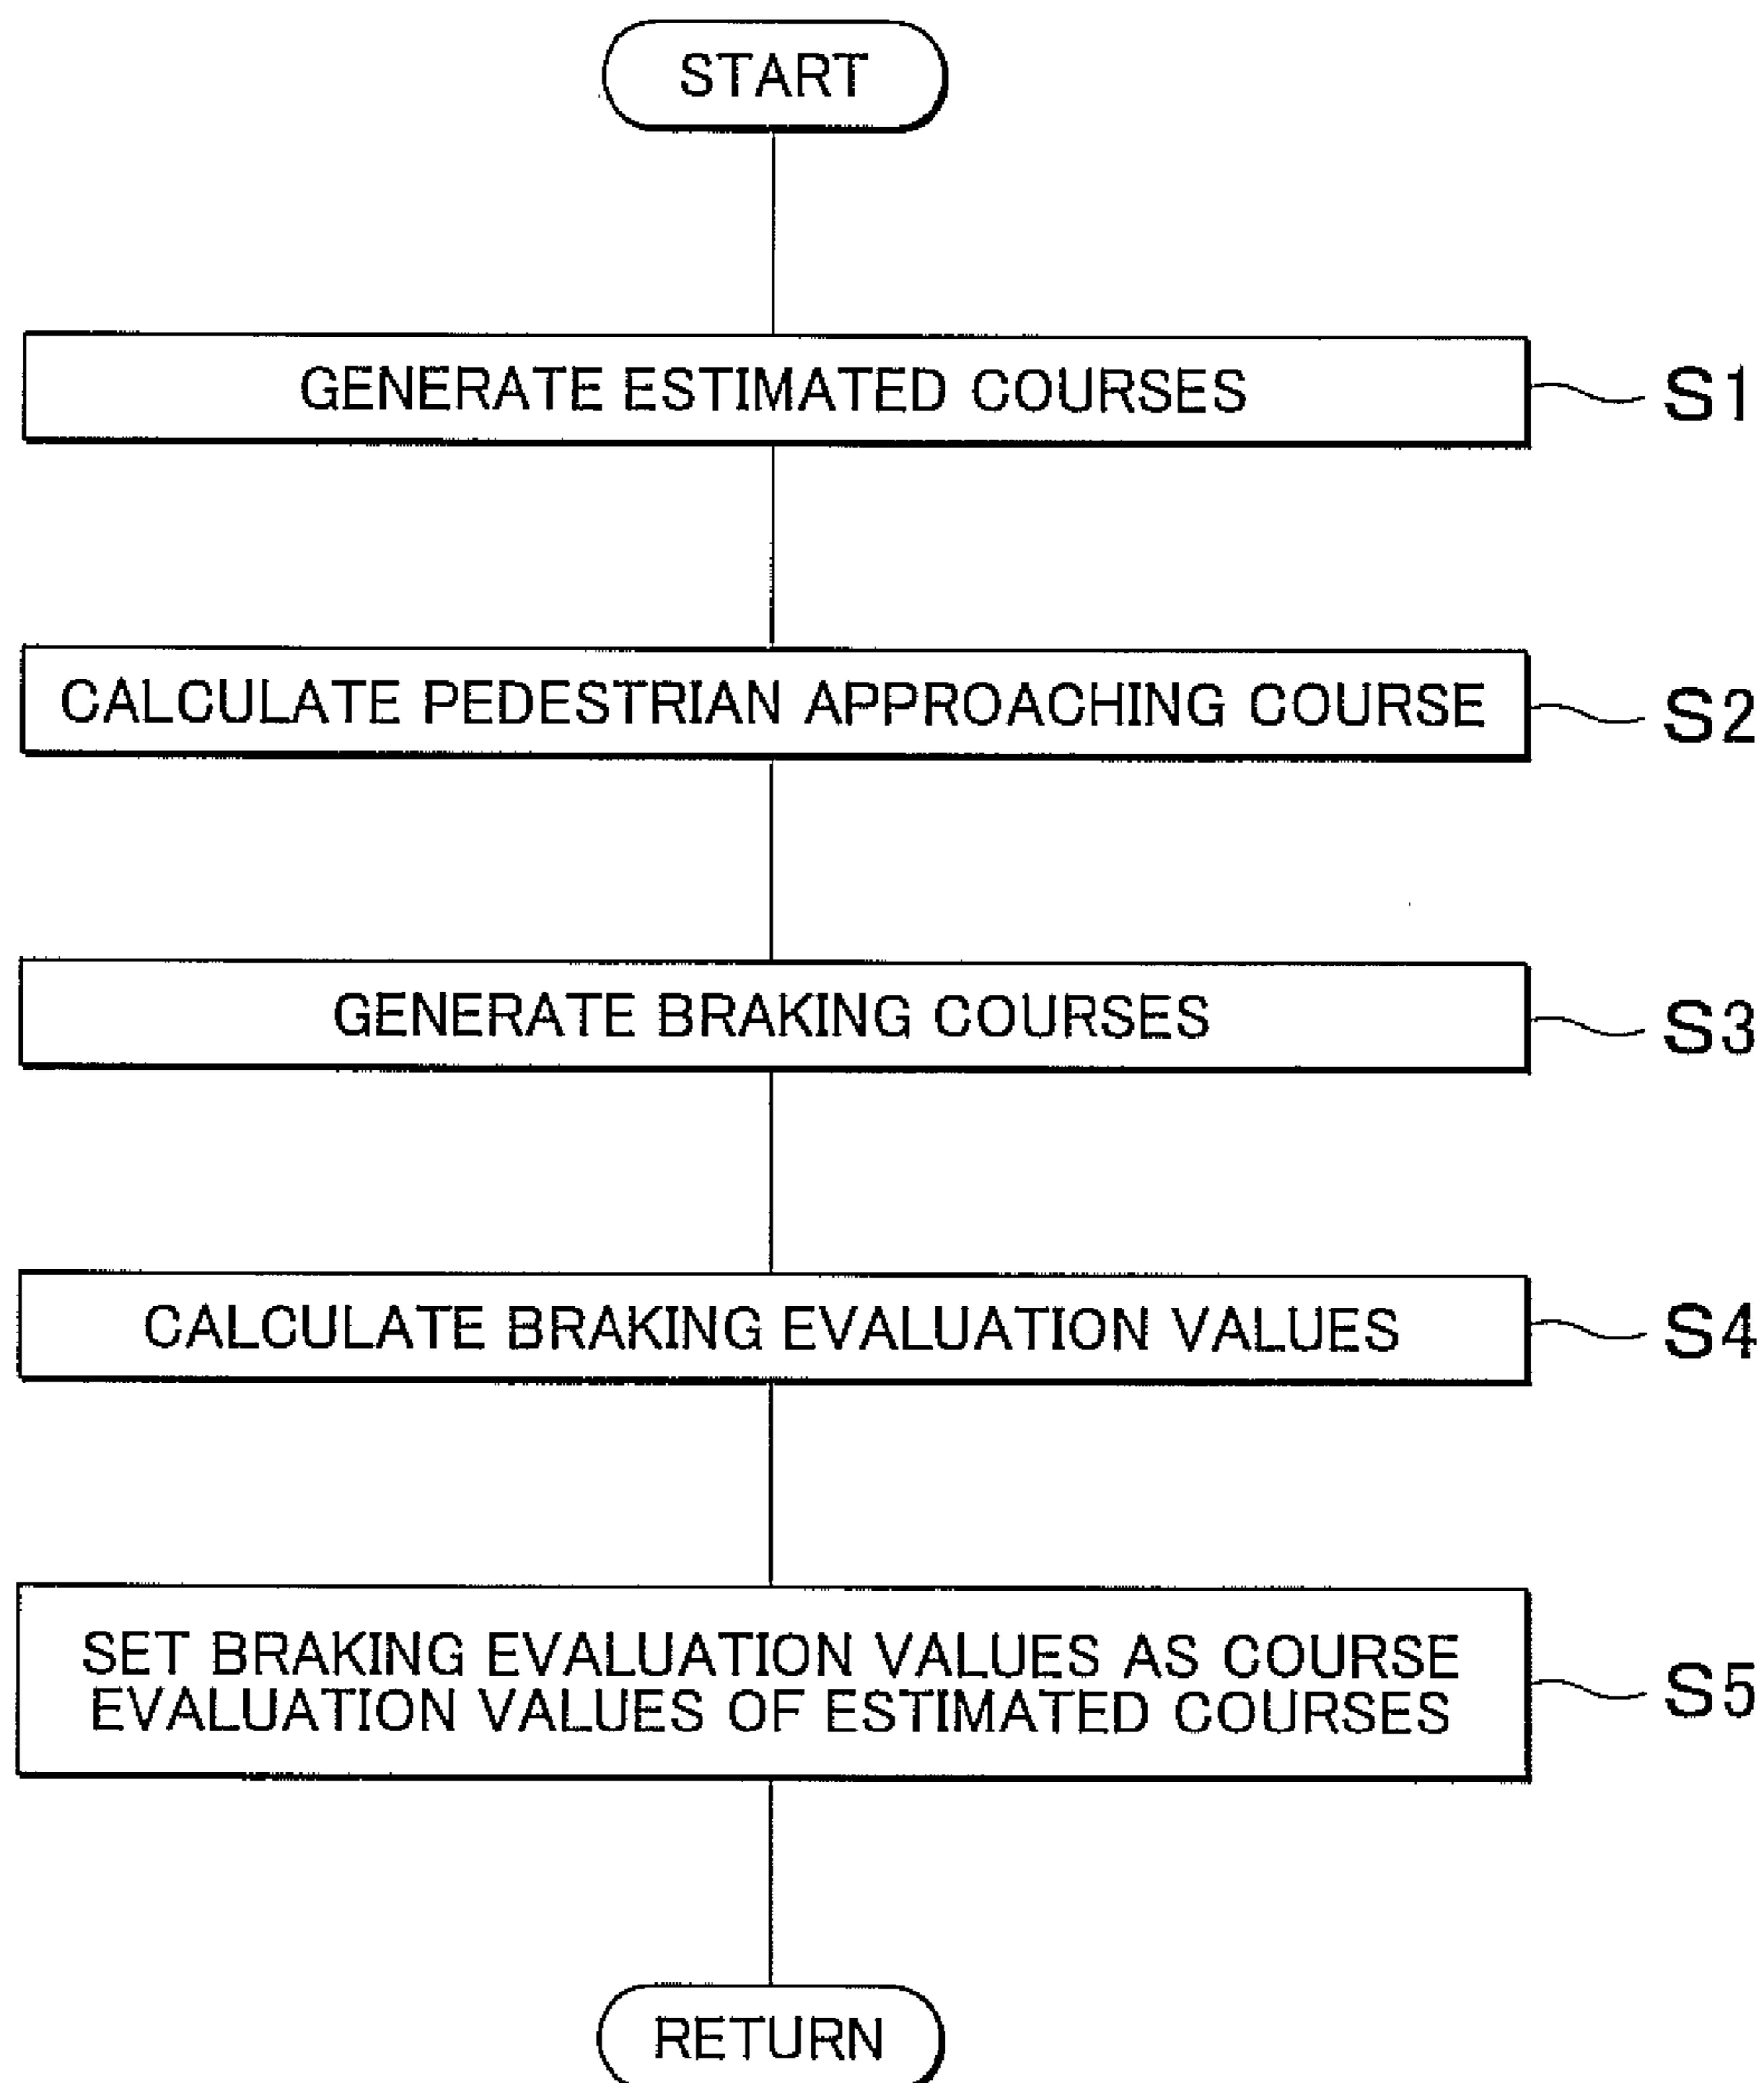 START
GENERATE ESTIMATED COURSES
S1
CALCULATE PEDESTRIAN APPROACHING COURSE
S2
GENERATE BRAKING COURSES
S3
CALCULATE BRAKING EVALUATION VALUES
S4
SET BRAKING EVALUATION VALUES AS COURSE
EVALUATION VALUES OF ESTIMATED COURSES
S5
RETURN